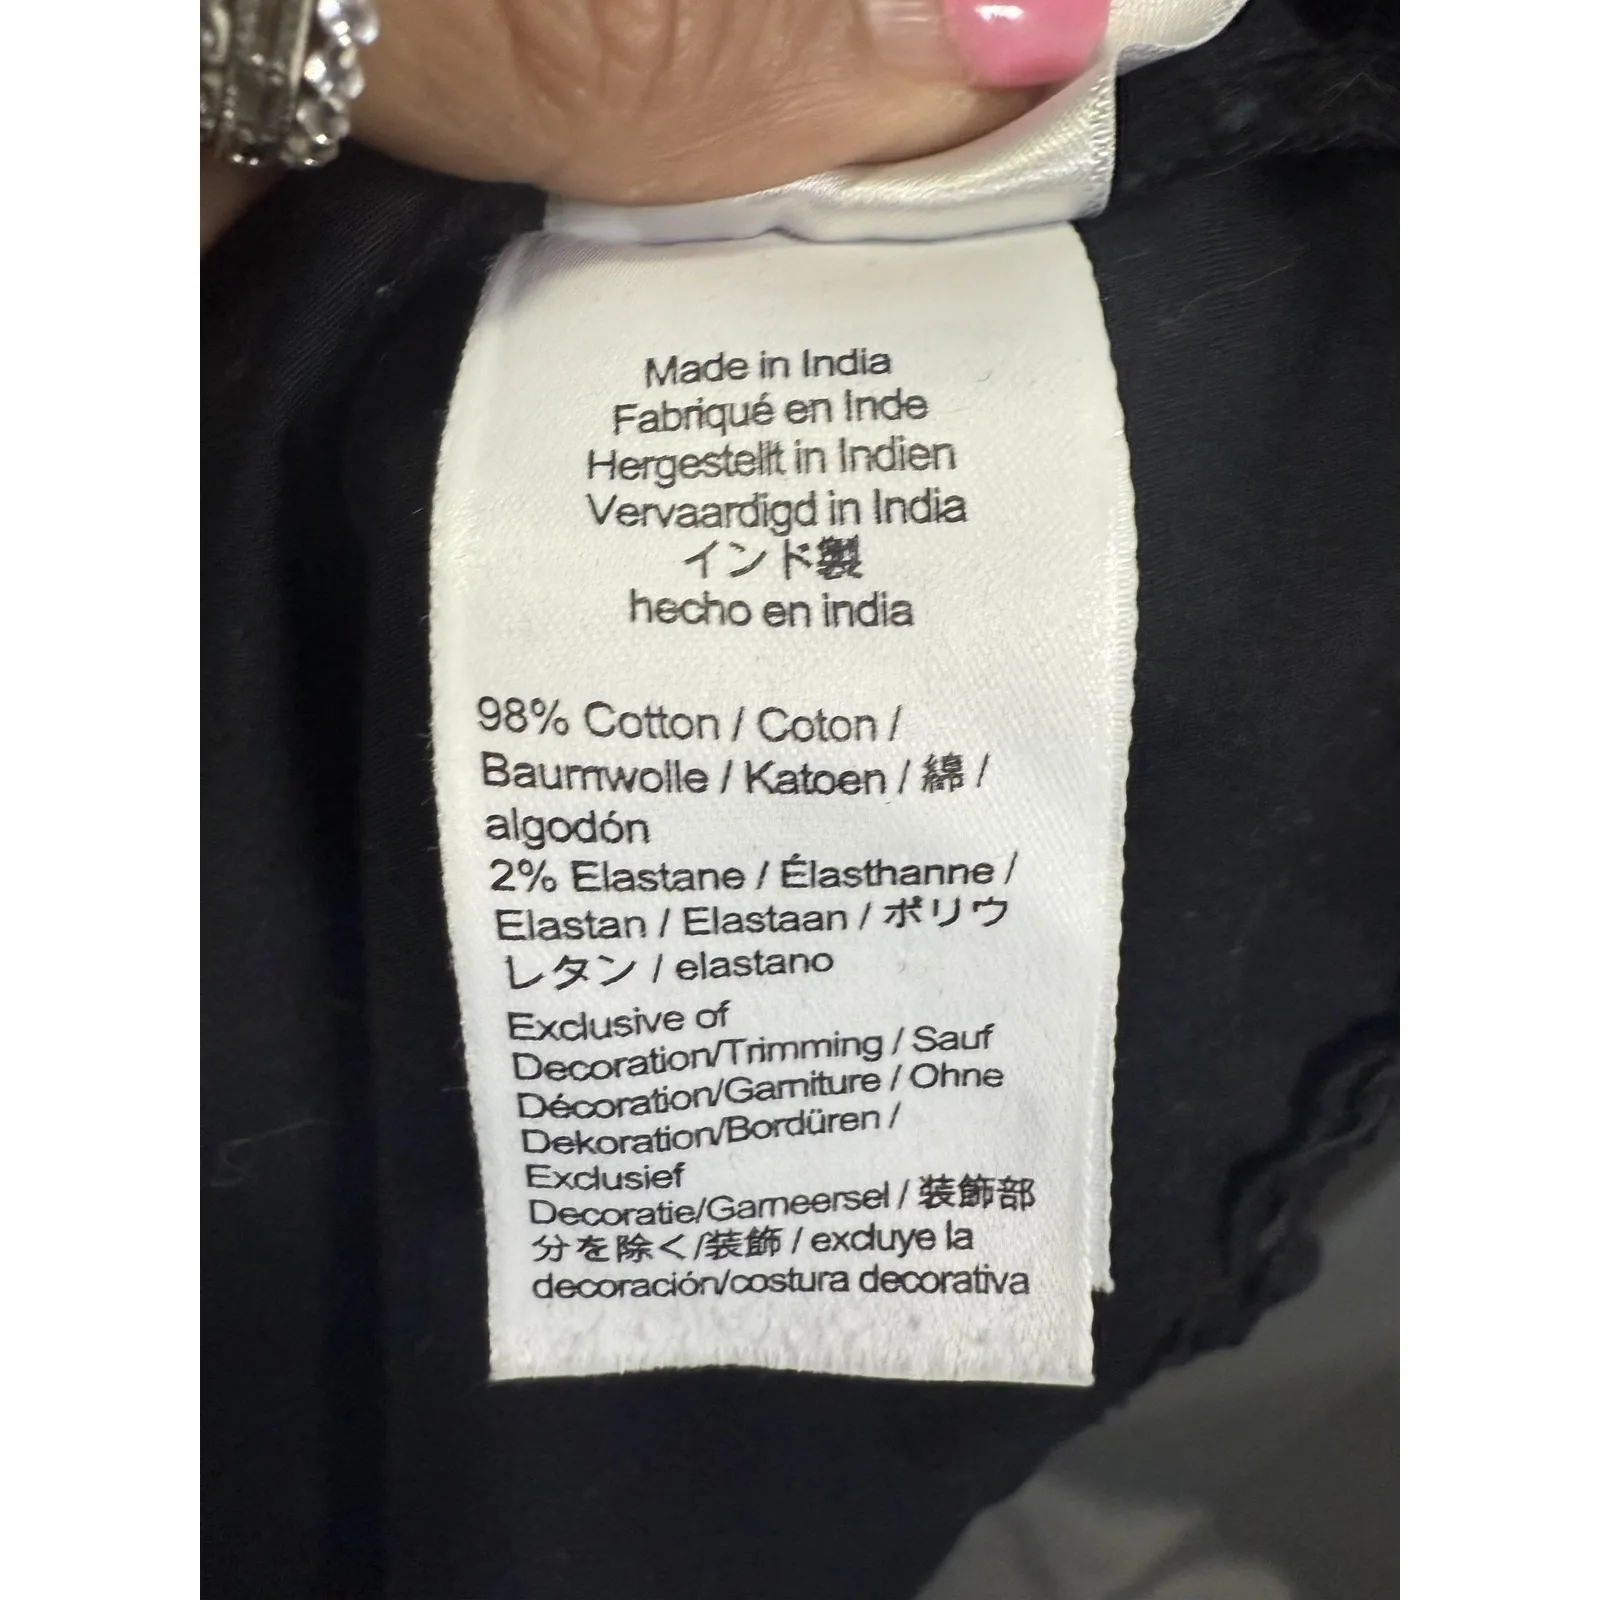 Made in India
Fabriqué en Inde
Hergestellt in Indien
Vervaardigd in India
インド製
hecho en india
98% Cotton / Coton /
Baumwolle / Katoen / 綿 /
algodón
2% Elastane / Élasthanne /
Elastan / Elastaan / ポリウ
レタン / elastano
Exclusive of
Decoration/Trimming / Sauf
Décoration/Garniture / Ohne
Dekoration/Bordüren /
Exclusief
Decoratie/Garneersel / 装飾部
分を除く/装飾 / excluye la
decoración/costura decorativa